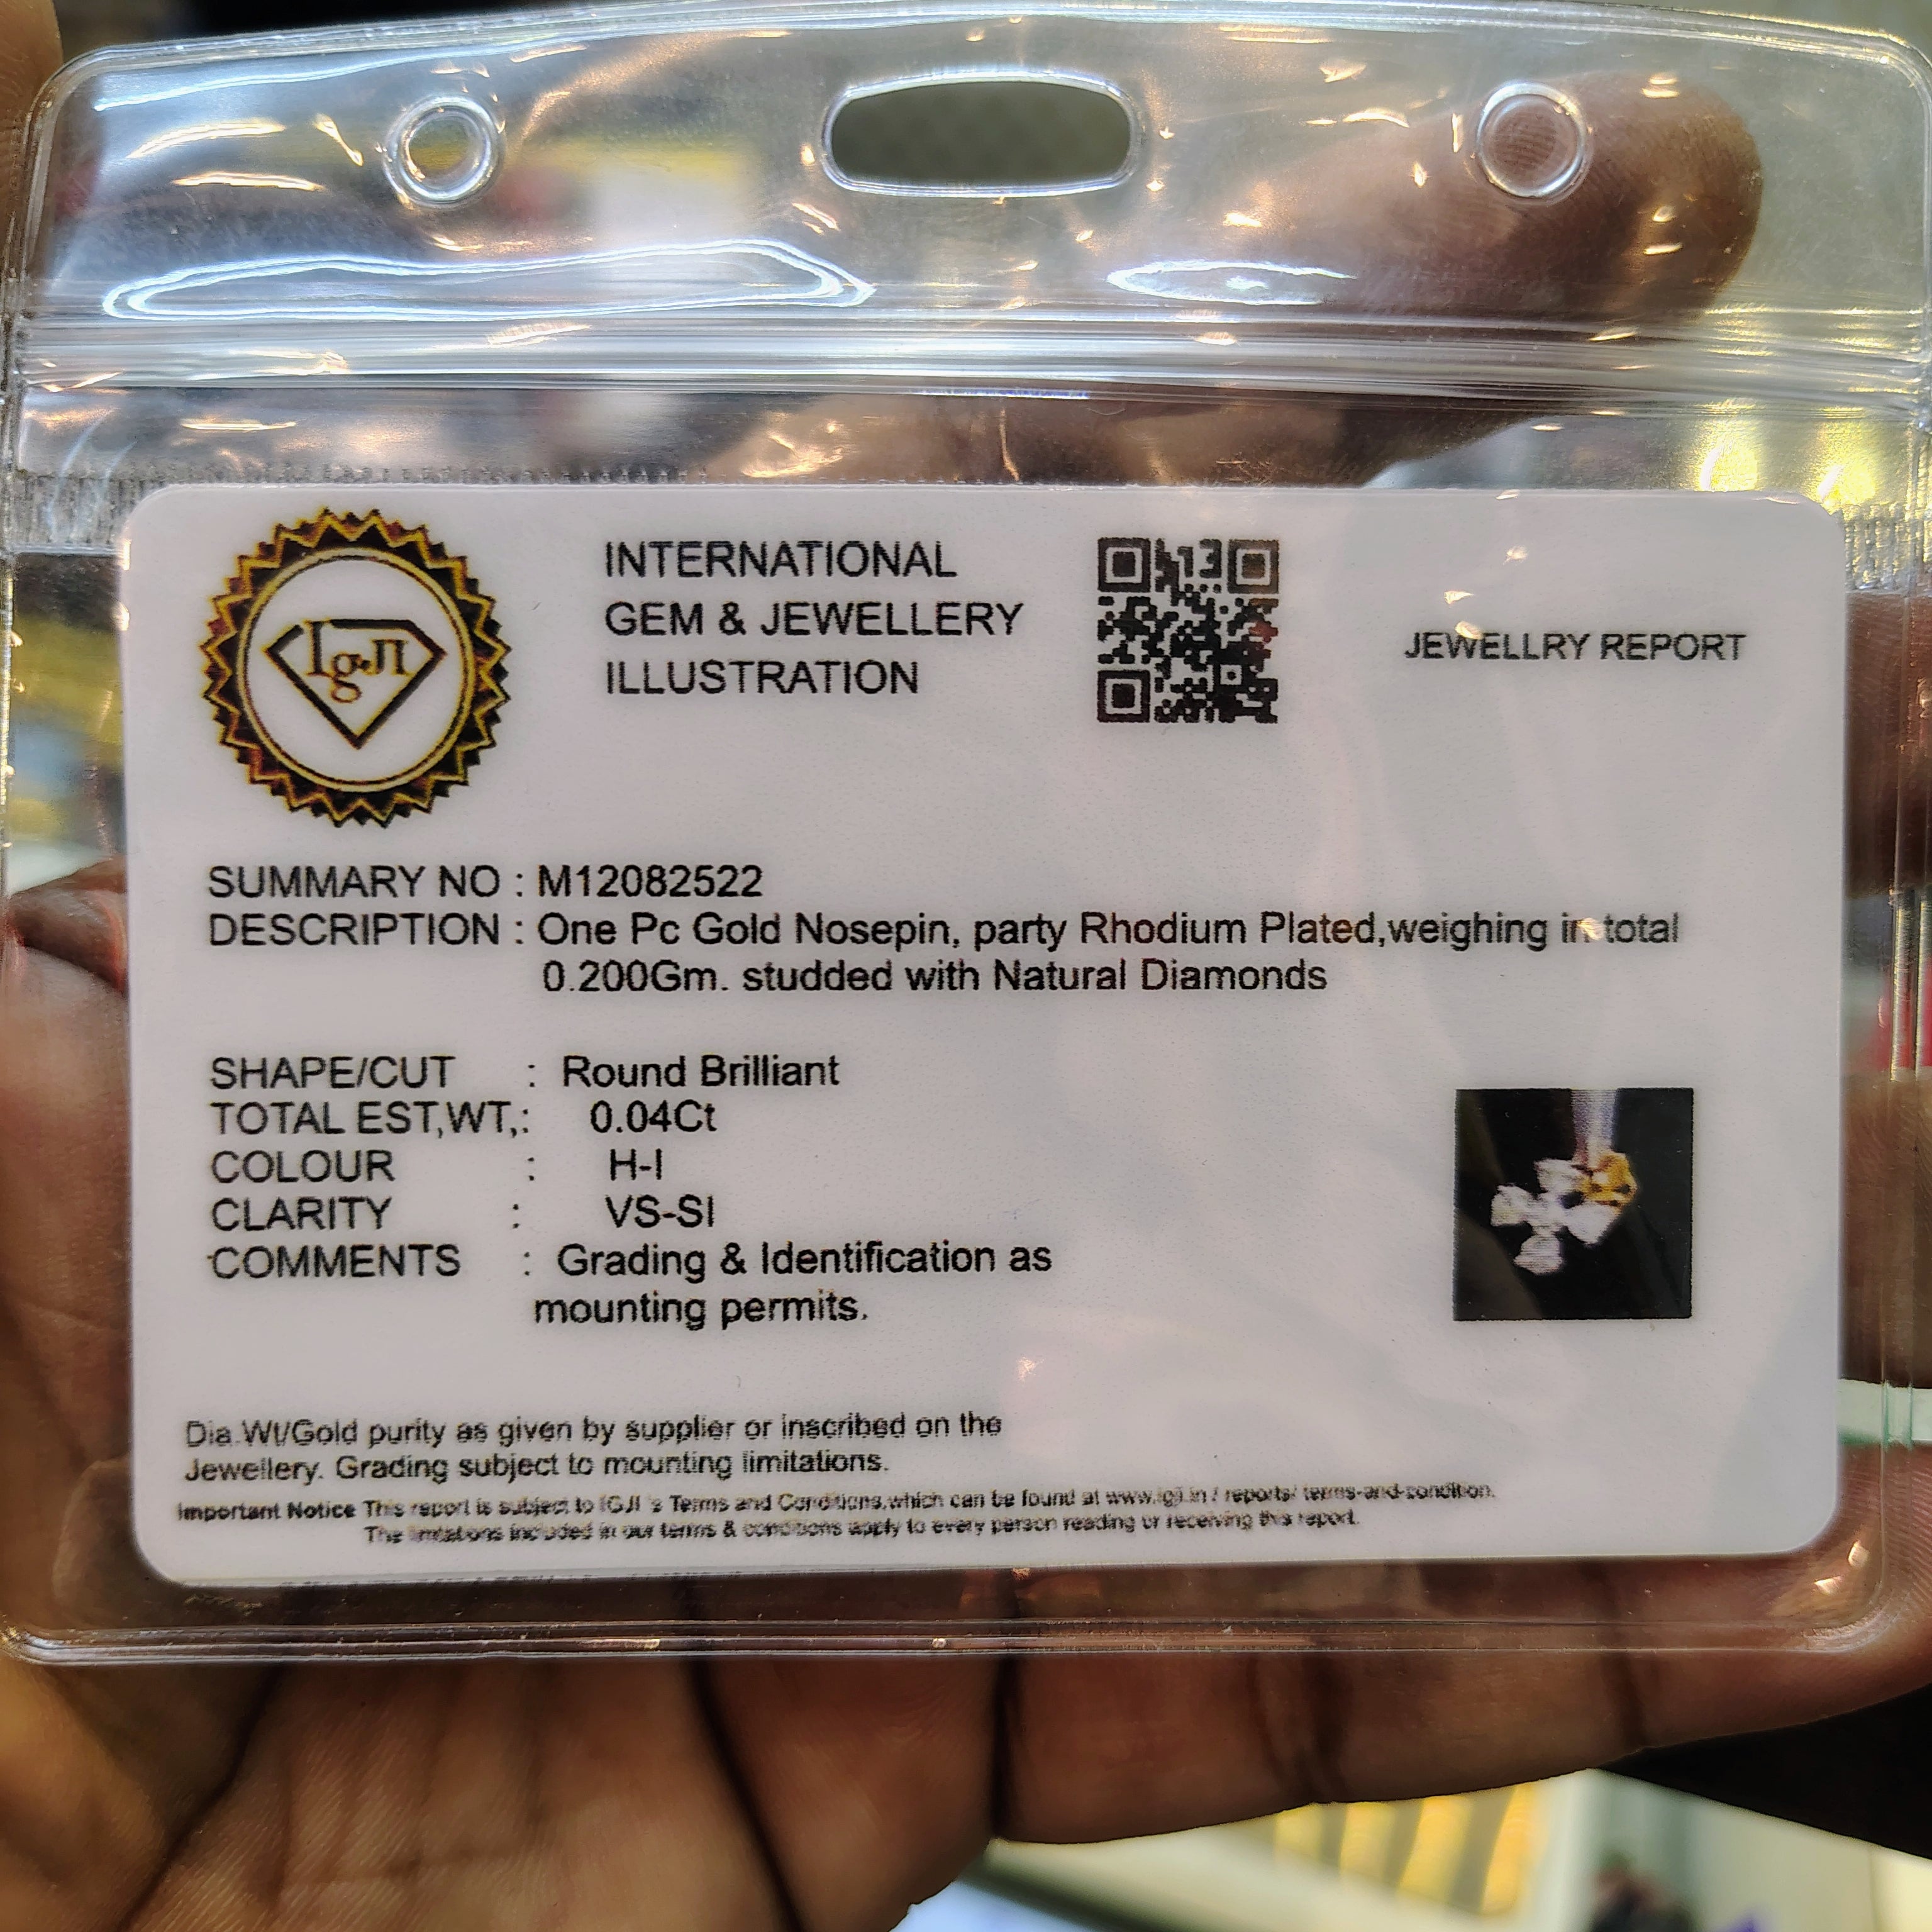 IgJI
INTERNATIONAL
GEM & JEWELLERY
ILLUSTRATION
JEWELLRY REPORT
SUMMARY NO : M12082522
DESCRIPTION : One Pc Gold Nosepin, party Rhodium Plated,weighing in total
0.200Gm. studded with Natural Diamonds
SHAPE/CUT : Round Brilliant
TOTAL EST,WT,: 0.04Ct
COLOUR : H-I
CLARITY : VS-SI
COMMENTS : Grading & Identification as
mounting permits.
Dia.Wt/Gold purity as given by supplier or inscribed on the
Jewellery. Grading subject to mounting limitations.
Important Notice This report is subject to IGJI 's Terms and Conditions,which can be found at www.igji.in / reports/ terms-and-condition.
The limitations included in our terms & conditions apply to every person reading or receiving this report.